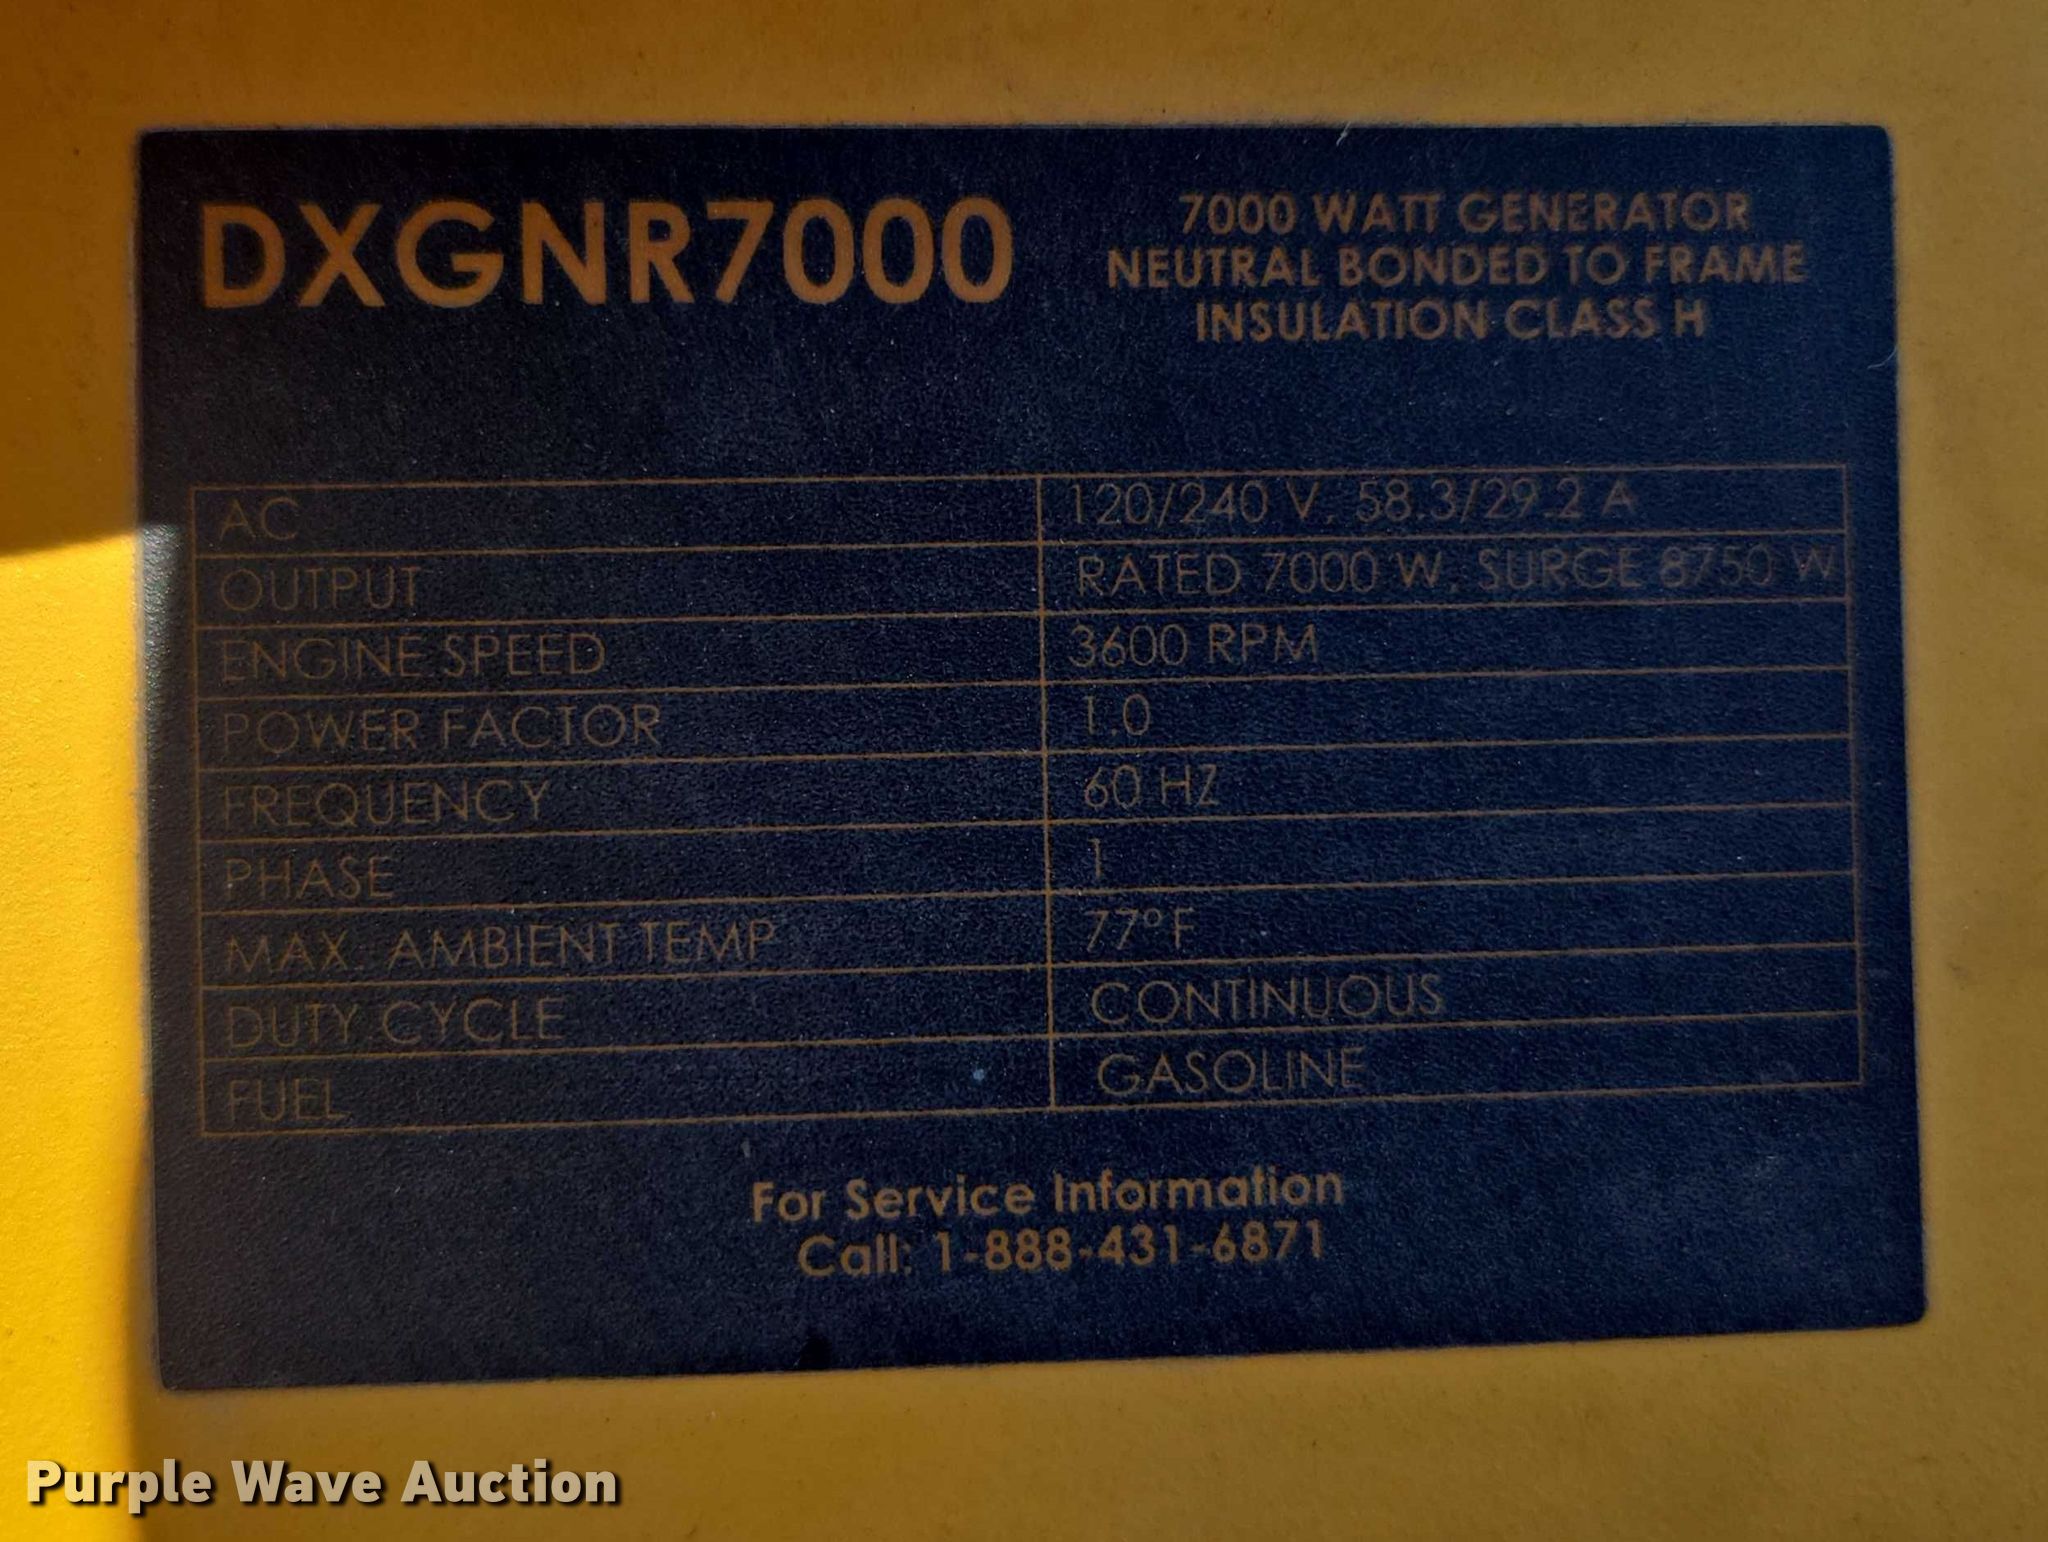 DXGNR7000
7000 WATT GENERATOR
NEUTRAL BONDED TO FRAME
INSULATION CLASS H
AC 120/240 V, 58.3/29.2 A
OUTPUT RATED 7000 W, SURGE 8750 W
ENGINE SPEED 3600 RPM
POWER FACTOR 1.0
FREQUENCY 60 HZ
PHASE 1
MAX. AMBIENT TEMP 77°F
DUTY CYCLE CONTINUOUS
FUEL GASOLINE
For Service Information
Call: 1-888-431-6871
Purple Wave Auction